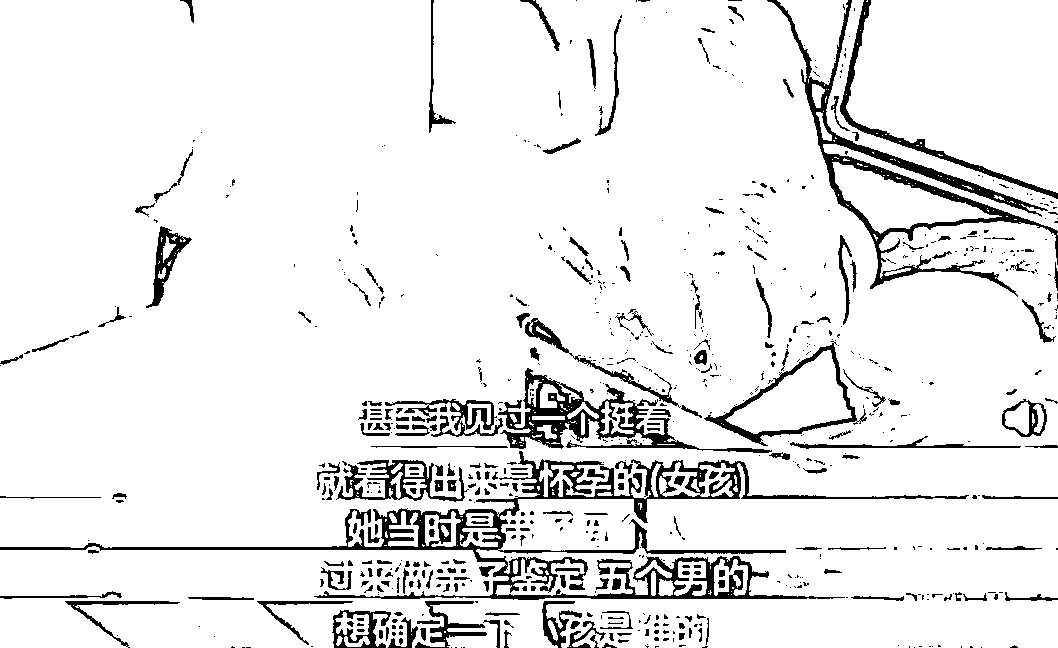 甚至我见过一个挺着
就看得出来是怀孕的(女孩)
她当时是带了五个
过来做亲子鉴定 五个男的
想确定一下 小孩是谁的